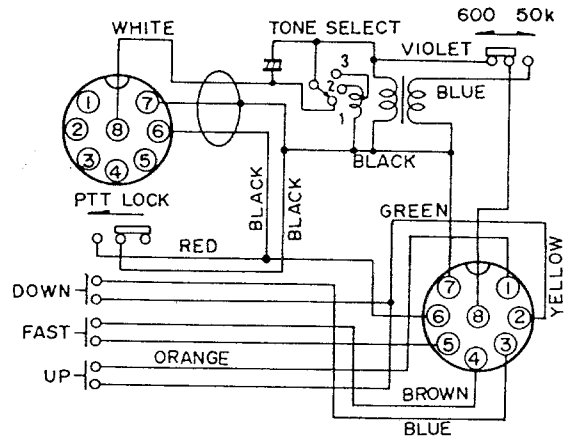 600 50k
WHITE
TONE SELECT
VIOLET
3
2
1
BLUE
1
7
2
8
6
3
4
5
BLACK
PTT LOCK
BLACK
BLACK
GREEN
RED
YELLOW
7
1
6
8
2
5
4
3
DOWN
FAST
UP
ORANGE
BROWN
BLUE